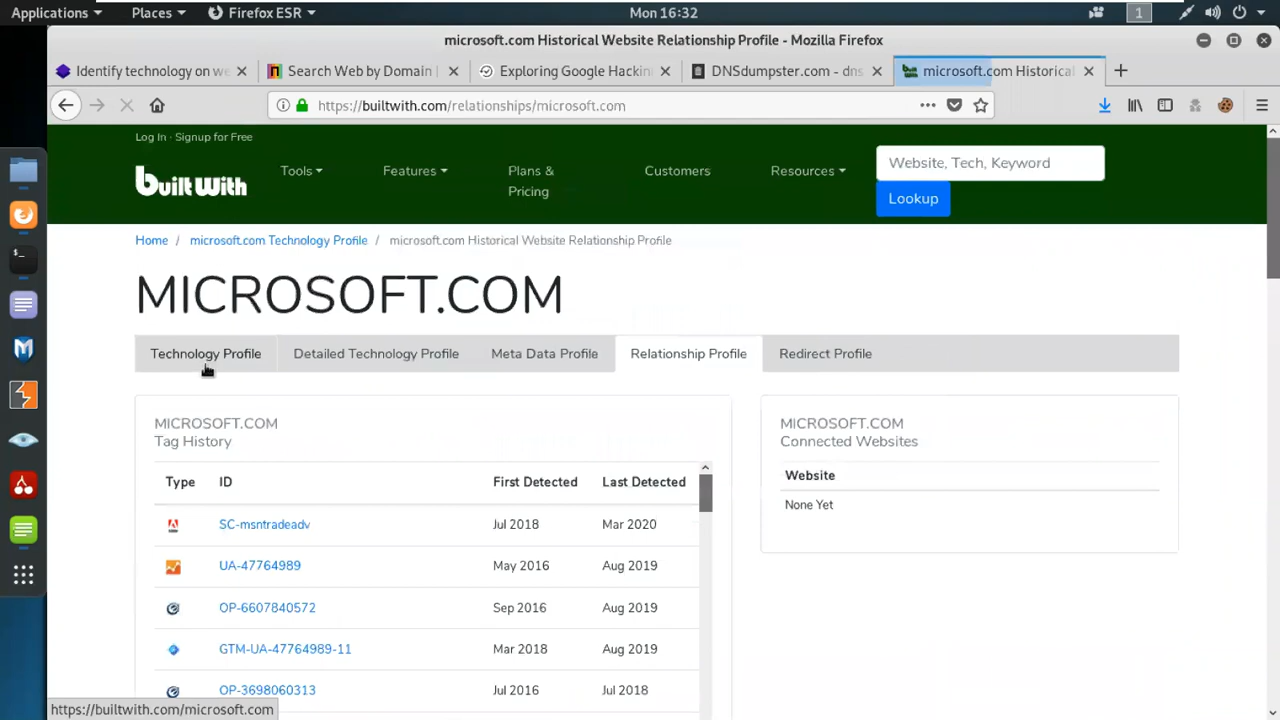 Applications Places Firefox ESR Mon 16:32 1
microsoft.com Historical Website Relationship Profile - Mozilla Firefox
Identify technology on we Search Web by Domain | Exploring Google Hackin DNSdumpster.com - dns microsoft.com Historical
https://builtwith.com/relationships/microsoft.com
Log In · Signup for Free
built With
Tools Features Plans & Pricing Customers Resources
Website, Tech, Keyword
Lookup
Home / microsoft.com Technology Profile / microsoft.com Historical Website Relationship Profile
MICROSOFT.COM
Technology Profile Detailed Technology Profile Meta Data Profile Relationship Profile Redirect Profile
MICROSOFT.COM
Tag History
Type ID First Detected Last Detected
SC-msntradeadv Jul 2018 Mar 2020
UA-47764989 May 2016 Aug 2019
OP-6607840572 Sep 2016 Aug 2019
GTM-UA-47764989-11 Mar 2018 Aug 2019
OP-3698060313 Jul 2016 Jul 2018
MICROSOFT.COM
Connected Websites
Website
None Yet
https://builtwith.com/microsoft.com